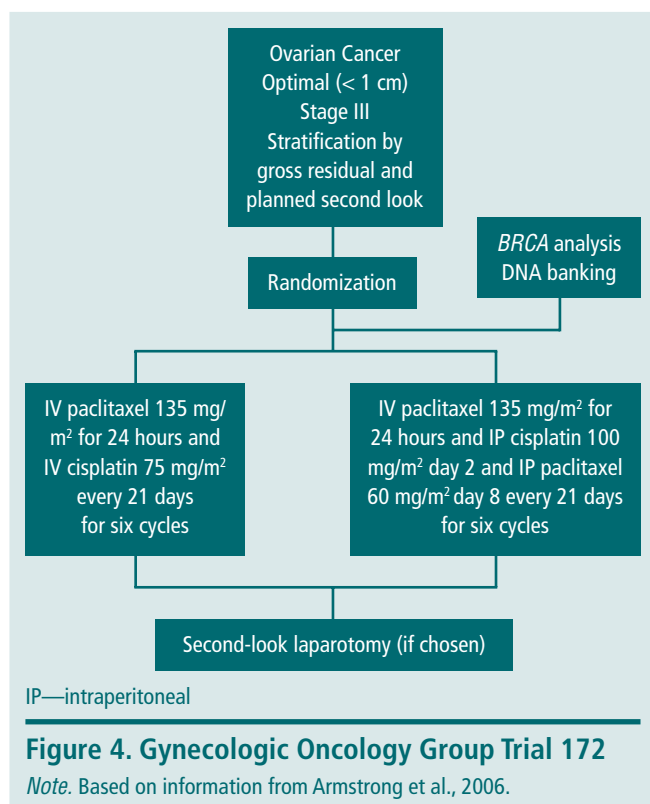 Ovarian Cancer
Optimal (< 1 cm)
Stage III
Stratification by
gross residual and
planned second look
BRCA analysis
DNA banking
Randomization
IV paclitaxel 135 mg/
m² for 24 hours and
IV cisplatin 75 mg/m²
every 21 days
for six cycles
IV paclitaxel 135 mg/m² for
24 hours and IP cisplatin 100
mg/m² day 2 and IP paclitaxel
60 mg/m² day 8 every 21 days
for six cycles
Second-look laparotomy (if chosen)
IP—intraperitoneal
Figure 4. Gynecologic Oncology Group Trial 172
Note. Based on information from Armstrong et al., 2006.